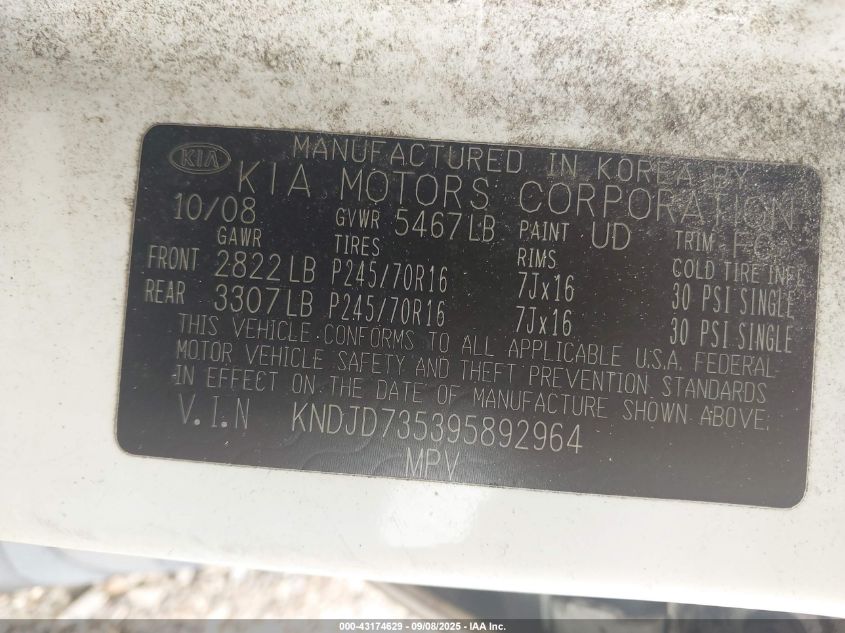 KIA MANUFACTURED IN KOREA BY
KIA MOTORS CORPORATION
10/08 GVWR 5467LB PAINT UD TRIM FC
GAWR TIRES RIMS COLD TIRE INFL
FRONT 2822LB P245/70R16 7Jx16 30 PSI SINGLE
REAR 3307LB P245/70R16 7Jx16 30 PSI SINGLE
THIS VEHICLE CONFORMS TO ALL APPLICABLE U.S.A. FEDERAL
MOTOR VEHICLE SAFETY AND THEFT PREVENTION STANDARDS
IN EFFECT ON THE DATE OF MANUFACTURE SHOWN ABOVE.
V.I.N KNDJD735395892964
MPV
000-43174629 - 09/08/2025 - IAA Inc.